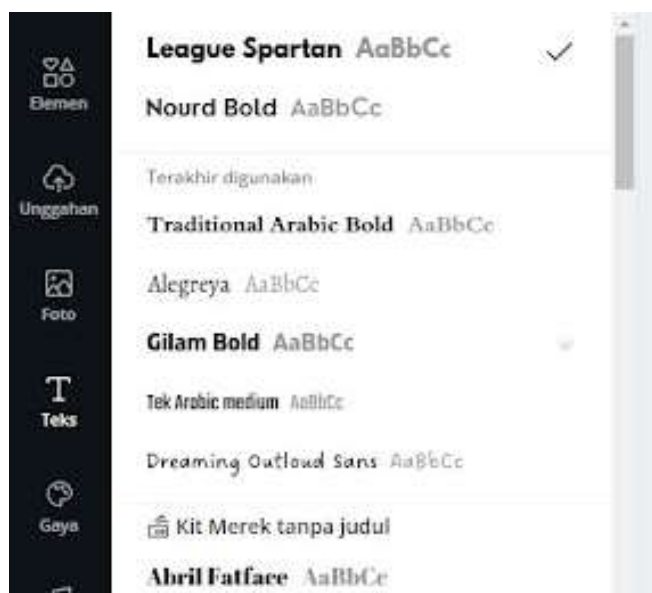 Elemen
Unggahan
Foto
Teks
Gaya
League Spartan AaBbCc
Nourd Bold AaBbCc
Terakhir digunakan
Traditional Arabic Bold AaBbCc
Alegreya AaBbCc
Gilam Bold AaBbCc
Tek Arabic medium AaBbCc
Dreaming Outloud Sans AaBbCc
Kit Merek tanpa judul
Abril Fatface AaBbCc